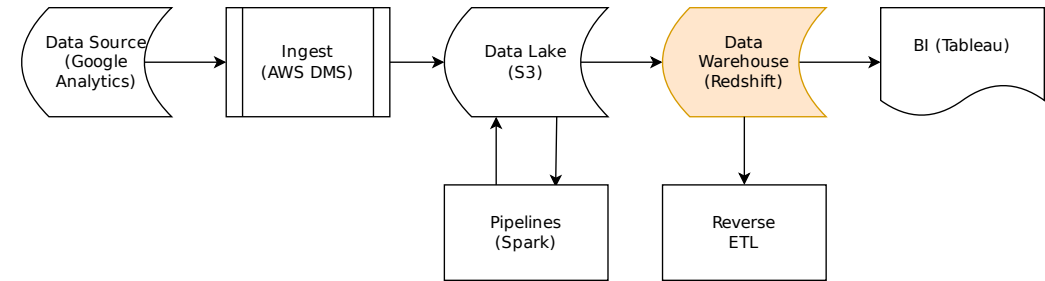 Data Source
(Google
Analytics)
Ingest
(AWS DMS)
Data Lake
(S3)
Data
Warehouse
(Redshift)
BI (Tableau)
Pipelines
(Spark)
Reverse
ETL